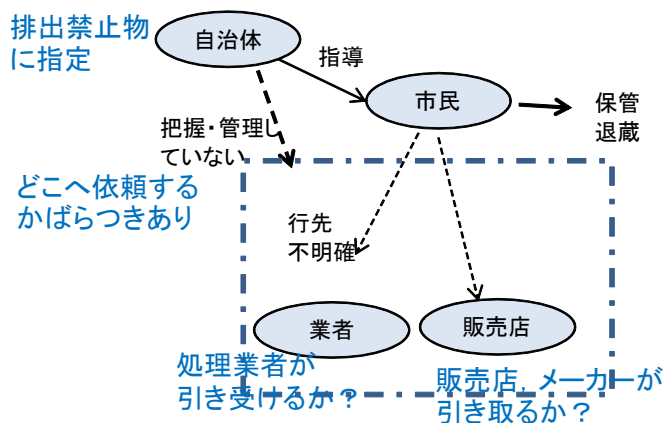 排出禁止物
に指定
自治体
指導
市民
保管
退蔵
把握・管理し
ていない
どこへ依頼する
かばらつきあり
行先
不明確
業者
販売店
処理業者が
引き受けるか？
販売店，メーカーが
引き取るか？